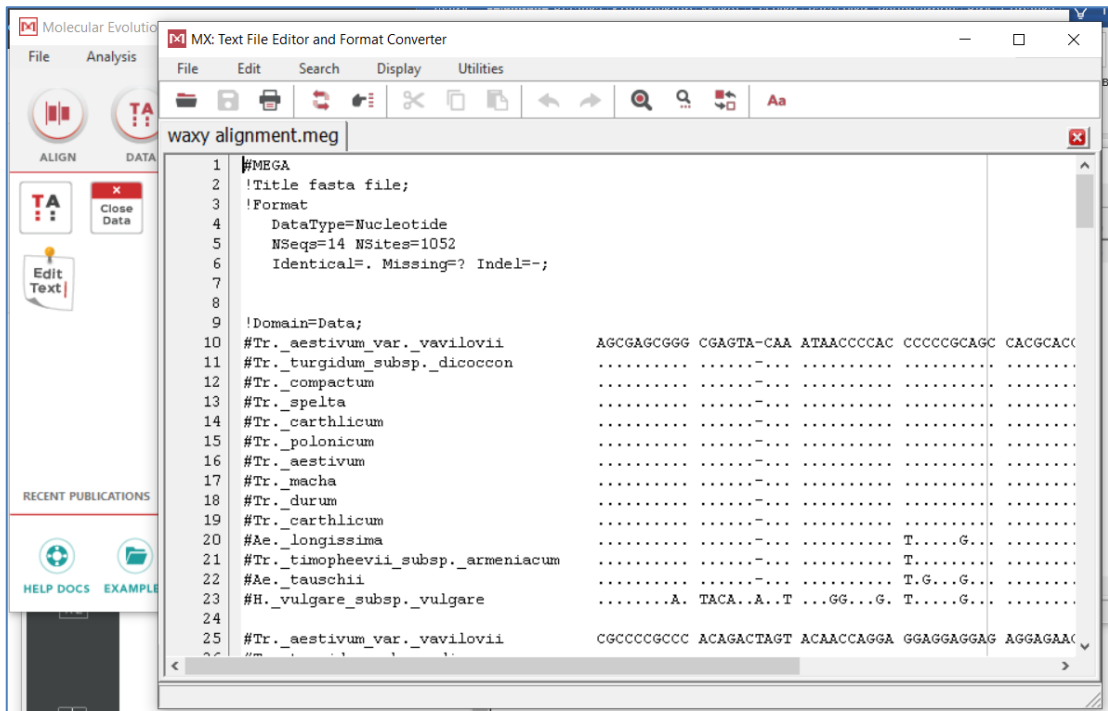 Molecular Evolutio
File Analysis
TA
ALIGN DATA
TA Close Data
Edit Text
RECENT PUBLICATIONS
HELP DOCS EXAMPLE
MX: Text File Editor and Format Converter
File Edit Search Display Utilities
Aa
waxy alignment.meg
1 #MEGA
2 !Title fasta file;
3 !Format
4 DataType=Nucleotide
5 NSeqs=14 NSites=1052
6 Identical=. Missing=? Indel=-;
7
8
9 !Domain=Data;
10 #Tr._aestivum_var._vavilovii AGCGAGCGGG CGAGTA-CAA ATAACCCCAC CCCCCGCAGC CACGCACC
11 #Tr._turgidum_subsp._dicoccon .......... ......-... .......... .......... ........
12 #Tr._compactum .......... ......-... .......... .......... ........
13 #Tr._spelta .......... ......-... .......... .......... ........
14 #Tr._carthlicum .......... ......-... .......... .......... ........
15 #Tr._polonicum .......... ......-... .......... .......... ........
16 #Tr._aestivum .......... ......-... .......... .......... ........
17 #Tr._macha .......... ......-... .......... .......... ........
18 #Tr._durum .......... ......-... .......... .......... ........
19 #Tr._carthlicum .......... ......-... .......... .......... ........
20 #Ae._longissima .......... ......-... .......... T.....G... ........
21 #Tr._timopheevii_subsp._armeniacum .......... ......-... .......... T......... ........
22 #Ae._tauschii .......... ......-... .......... T.G...G... ........
23 #H._vulgare_subsp._vulgare ........A. TACA..A..T ...GG...G. T.....G... ........
24
25 #Tr._aestivum_var._vavilovii CGCCCCGCCC ACAGACTAGT ACAACCAGGA GGAGGAGGAG AGGAGAAC